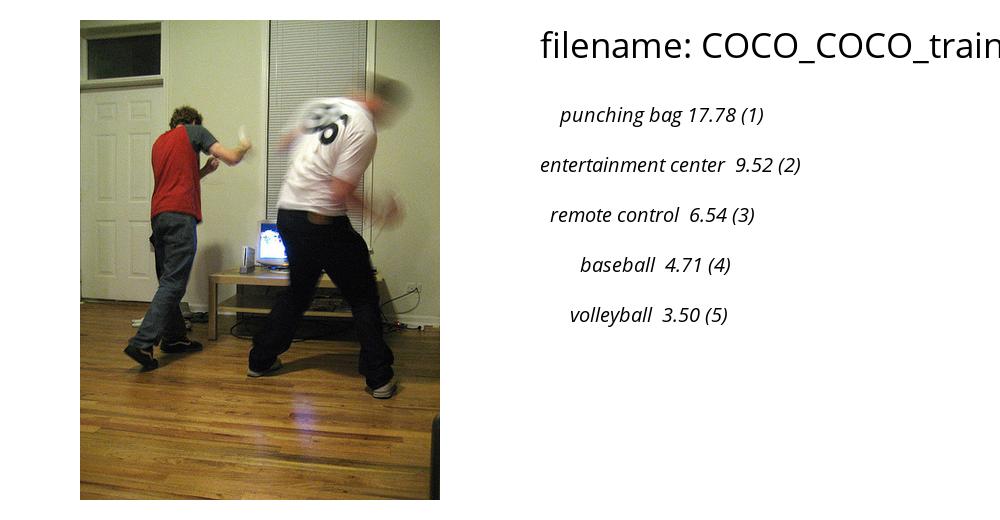 filename: COCO_COCO_train
punching bag 17.78 (1)
entertainment center 9.52 (2)
remote control 6.54 (3)
baseball 4.71 (4)
volleyball 3.50 (5)